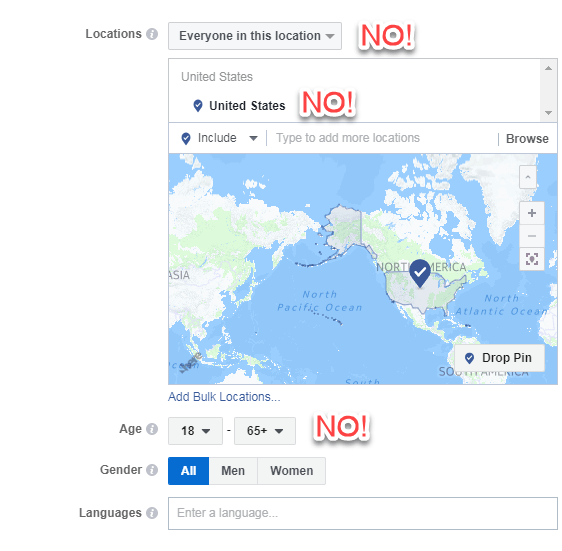 Locations i Everyone in this location NO!
United States
United States NO!
Include Type to add more locations Browse
ASIA
NORTH AMERICA
North
Pacific Ocean
North
Atlantic Ocean
Drop Pin
South
SOUTH AMERICA
Add Bulk Locations...
Age i 18 - 65+ NO!
Gender i All Men Women
Languages i Enter a language...